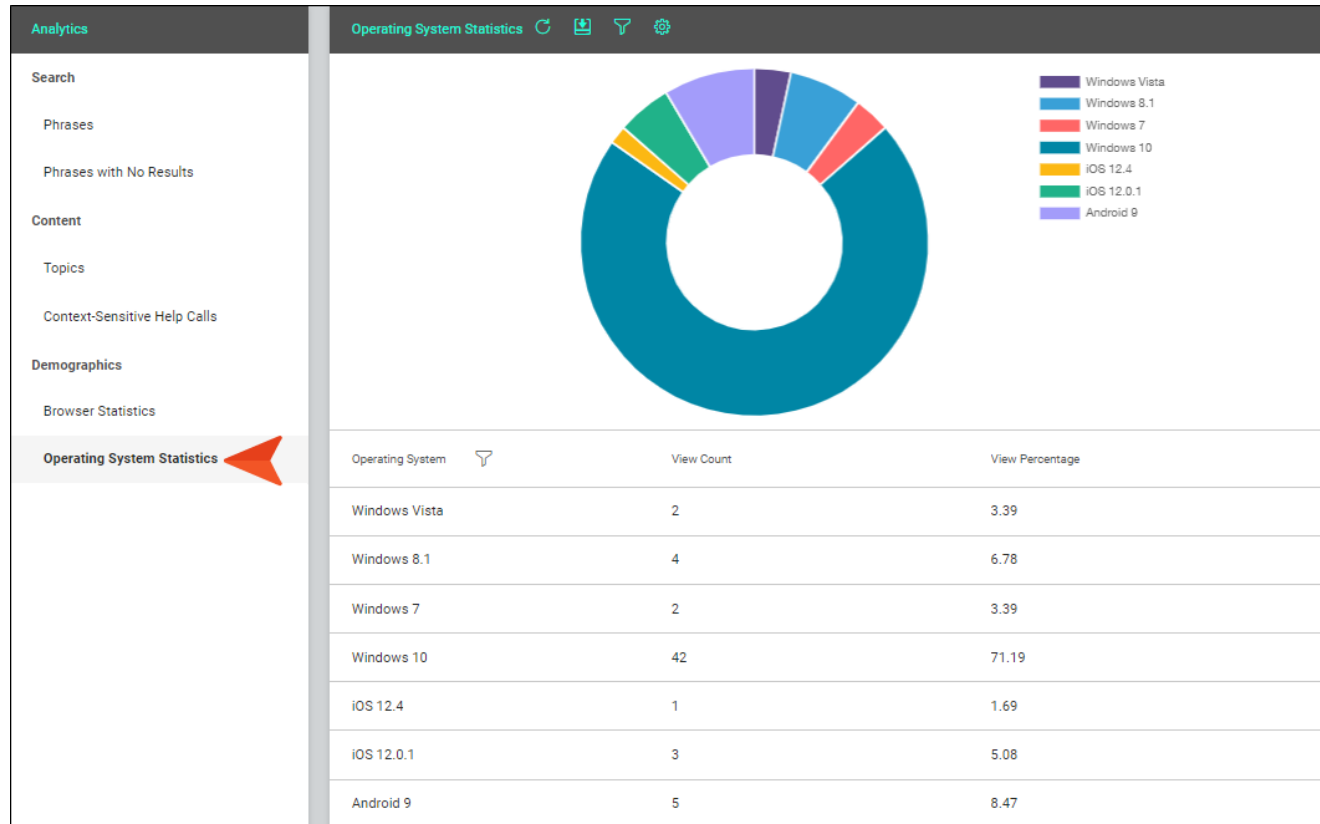 Analytics
Search
Phrases
Phrases with No Results
Content
Topics
Context-Sensitive Help Calls
Demographics
Browser Statistics
Operating System Statistics
Operating System Statistics
Windows Vista
Windows 8.1
Windows 7
Windows 10
iOS 12.4
iOS 12.0.1
Android 9
Operating System View Count View Percentage
Windows Vista 2 3.39
Windows 8.1 4 6.78
Windows 7 2 3.39
Windows 10 42 71.19
iOS 12.4 1 1.69
iOS 12.0.1 3 5.08
Android 9 5 8.47